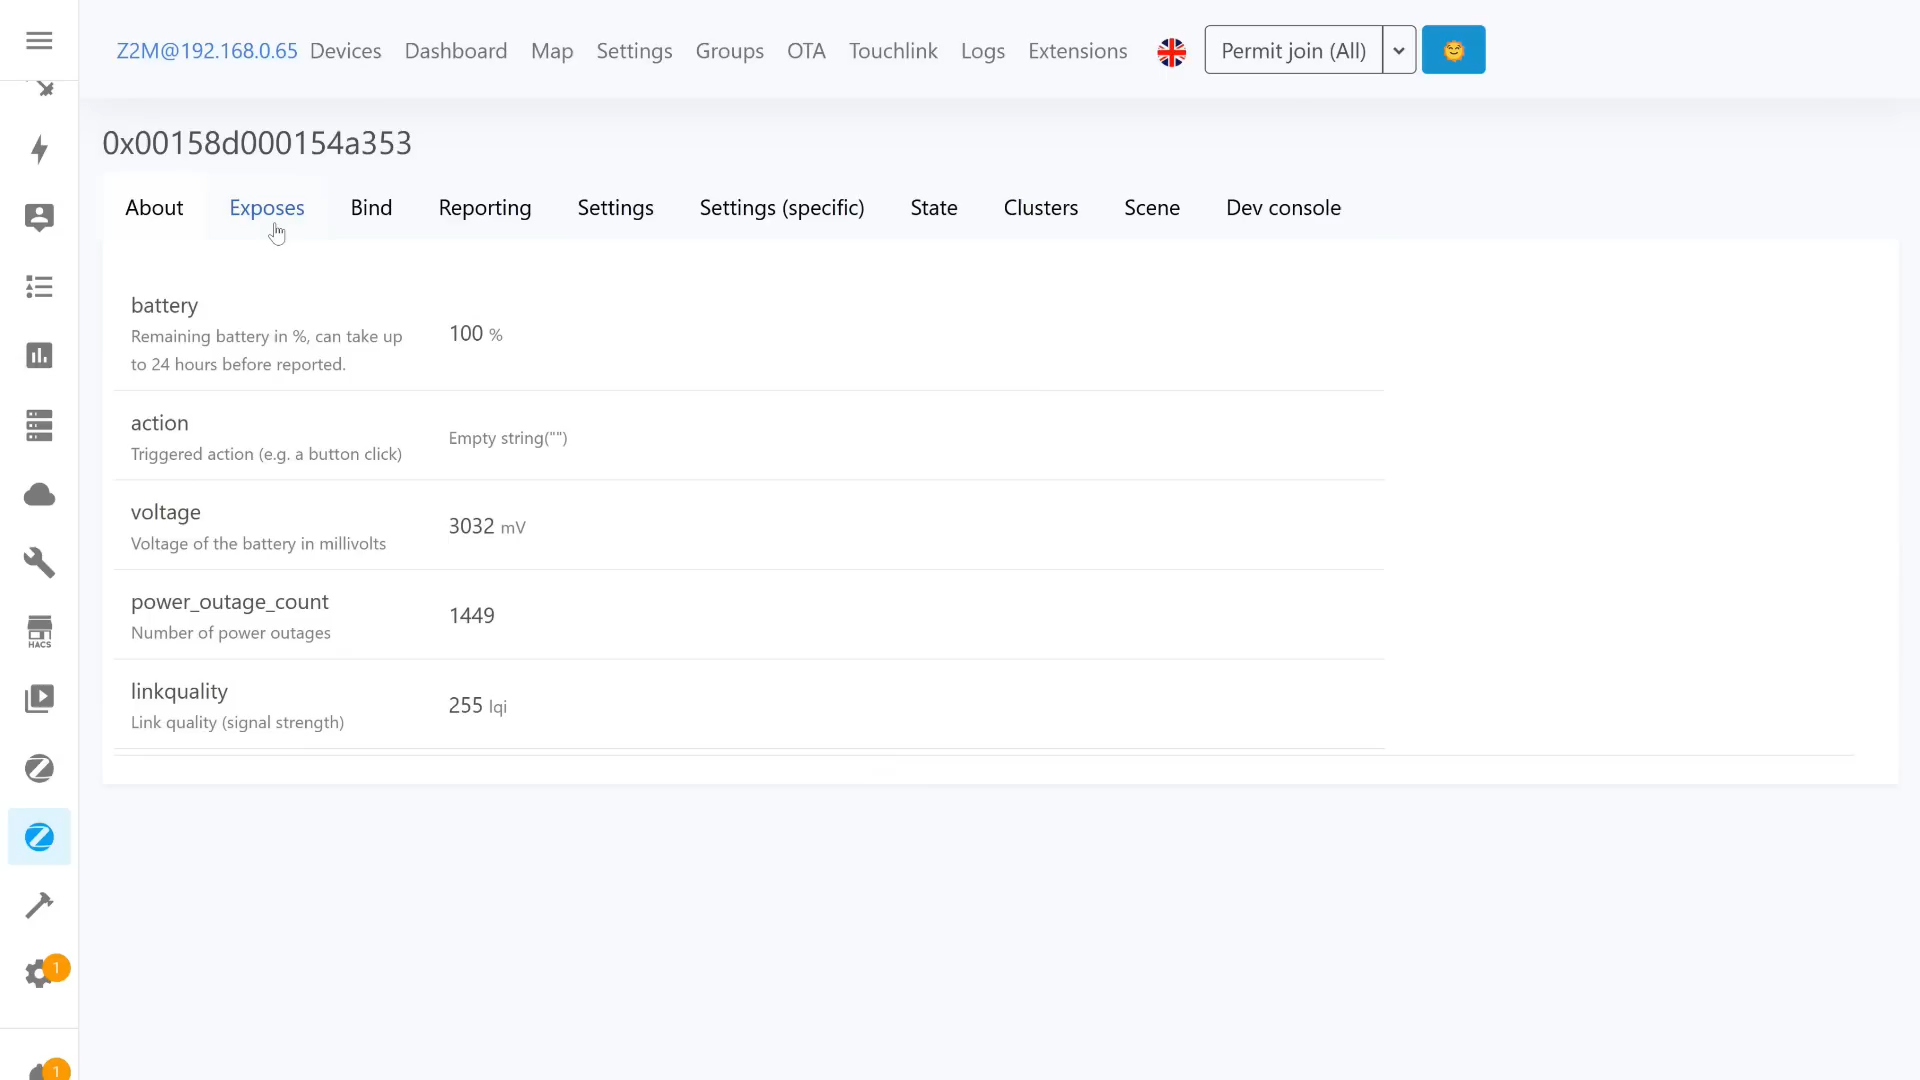 Z2M@192.168.0.65 Devices Dashboard Map Settings Groups OTA Touchlink Logs Extensions Permit join (All)
0x00158d000154a353
About Exposes Bind Reporting Settings Settings (specific) State Clusters Scene Dev console
battery
Remaining battery in %, can take up
to 24 hours before reported.
100 %
action
Triggered action (e.g. a button click)
Empty string("")
voltage
Voltage of the battery in millivolts
3032 mV
power_outage_count
Number of power outages
1449
linkquality
Link quality (signal strength)
255 lqi
HACS
1
1